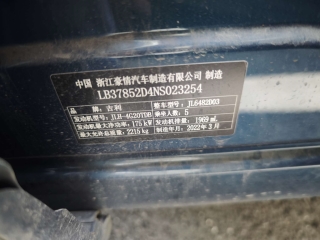 中国 浙江豪情汽车制造有限公司 制造
LB37852D4NS023254
品牌：吉利 整车型号：JL6482D03
发动机型号：JLH-4G20TDB 乘坐人数：5
发动机最大净功率：175 kW 发动机排量：1969 mL
最大允许总质量：2215 kg 制造年月：2022年3月